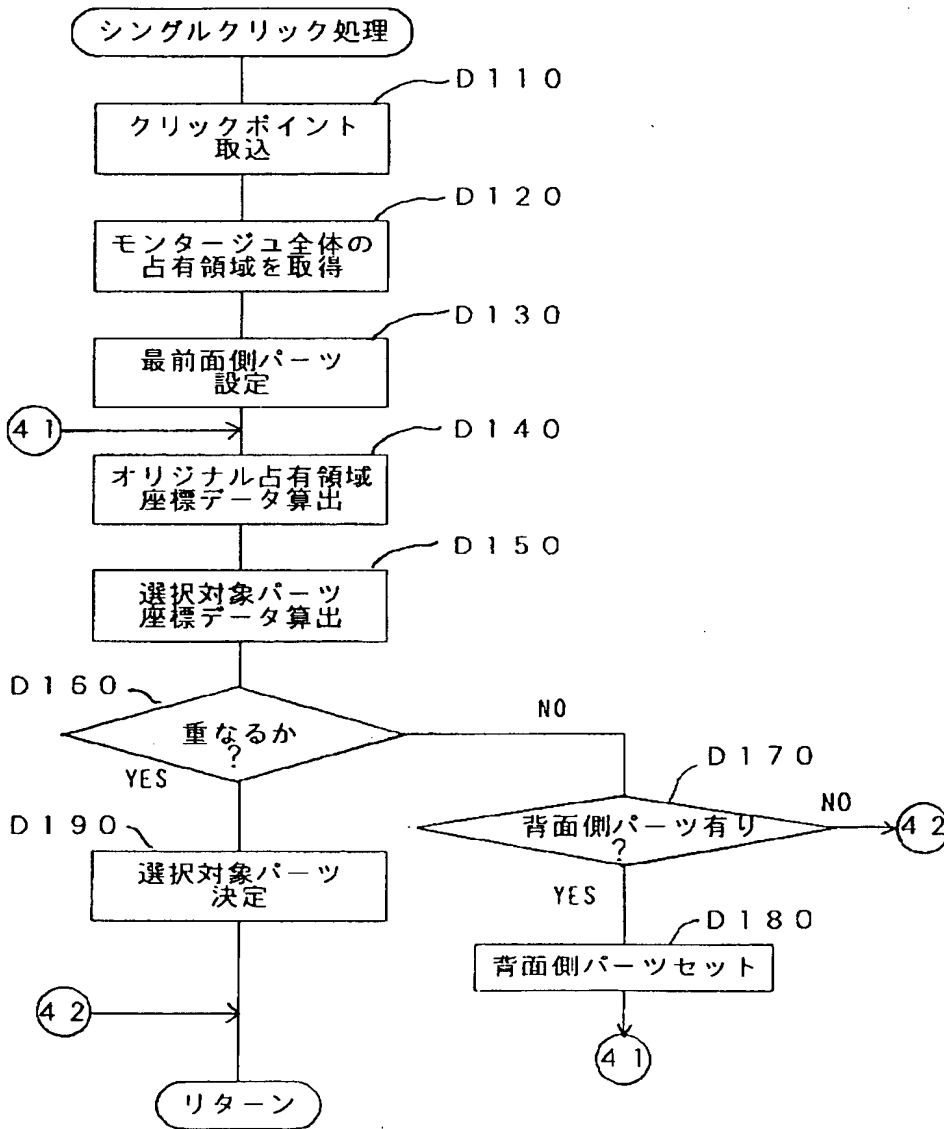 シングルクリック処理
D110
クリックポイント
取込
D120
モンタージュ全体の
占有領域を取得
D130
最前面側パーツ
設定
41
D140
オリジナル占有領域
座標データ算出
D150
選択対象パーツ
座標データ算出
D160
重なるか
?
NO
YES
D170
背面側パーツ有り
?
NO
42
YES
D180
背面側パーツセット
41
D190
選択対象パーツ
決定
42
リターン